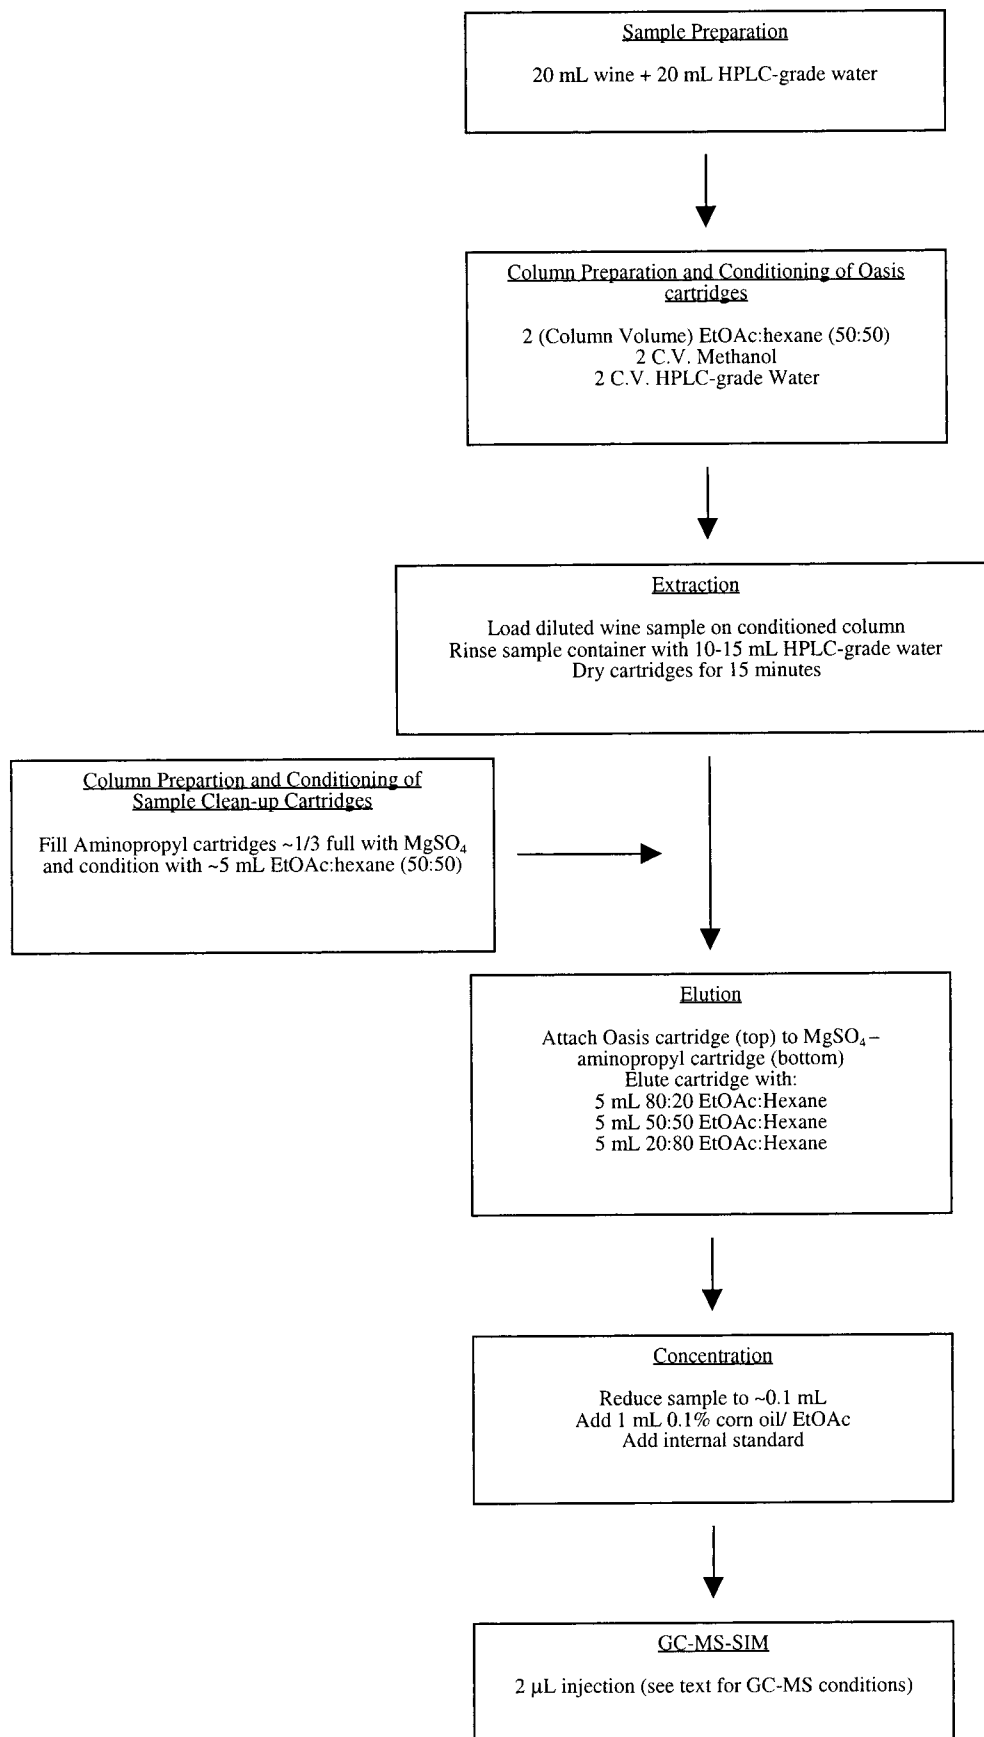 Sample Preparation
20 mL wine + 20 mL HPLC-grade water
Column Preparation and Conditioning of Oasis
cartridges
2 (Column Volume) EtOAc:hexane (50:50)
2 C.V. Methanol
2 C.V. HPLC-grade Water
Extraction
Load diluted wine sample on conditioned column
Rinse sample container with 10-15 mL HPLC-grade water
Dry cartridges for 15 minutes
Column Prepartion and Conditioning of
Sample Clean-up Cartridges
Fill Aminopropyl cartridges ~1/3 full with MgSO₄
and condition with ~5 mL EtOAc:hexane (50:50)
Elution
Attach Oasis cartridge (top) to MgSO₄ –
aminopropyl cartridge (bottom)
Elute cartridge with:
5 mL 80:20 EtOAc:Hexane
5 mL 50:50 EtOAc:Hexane
5 mL 20:80 EtOAc:Hexane
Concentration
Reduce sample to ~0.1 mL
Add 1 mL 0.1% corn oil/ EtOAc
Add internal standard
GC-MS-SIM
2 µL injection (see text for GC-MS conditions)